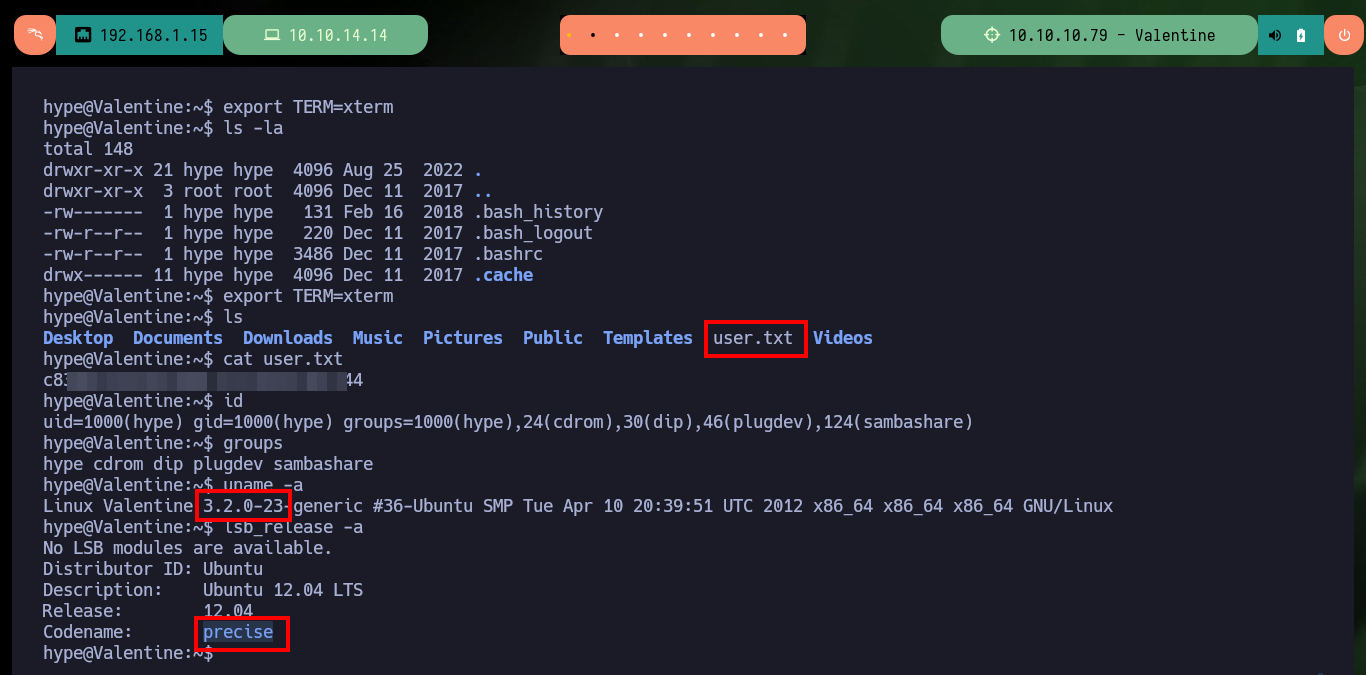 192.168.1.15 10.10.14.14 10.10.10.79 - Valentine
hype@Valentine:~$ export TERM=xterm
hype@Valentine:~$ ls -la
total 148
drwxr-xr-x 21 hype hype  4096 Aug 25  2022 .
drwxr-xr-x  3 root root  4096 Dec 11  2017 ..
-rw-------  1 hype hype   131 Feb 16  2018 .bash_history
-rw-r--r--  1 hype hype   220 Dec 11  2017 .bash_logout
-rw-r--r--  1 hype hype  3486 Dec 11  2017 .bashrc
drwx------ 11 hype hype  4096 Dec 11  2017 .cache
hype@Valentine:~$ export TERM=xterm
hype@Valentine:~$ ls
Desktop  Documents  Downloads  Music  Pictures  Public  Templates  user.txt  Videos
hype@Valentine:~$ cat user.txt
hype@Valentine:~$ id
uid=1000(hype) gid=1000(hype) groups=1000(hype),24(cdrom),30(dip),46(plugdev),124(sambashare)
hype@Valentine:~$ groups
hype cdrom dip plugdev sambashare
hype@Valentine:~$ uname -a
Linux Valentine 3.2.0-23-generic #36-Ubuntu SMP Tue Apr 10 20:39:51 UTC 2012 x86_64 x86_64 x86_64 GNU/Linux
hype@Valentine:~$ lsb_release -a
No LSB modules are available.
Distributor ID: Ubuntu
Description:    Ubuntu 12.04 LTS
Release:        12.04
Codename:       precise
hype@Valentine:~$